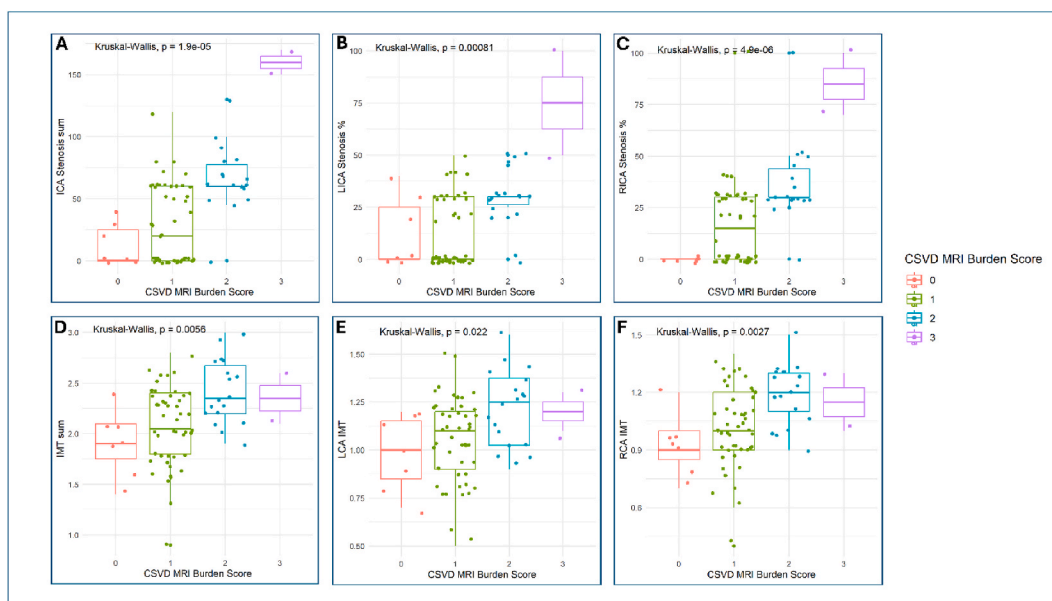 A Kruskal-Wallis, p = 1.9e-05
ICA Stenosis sum
150
100
50
0
0 1 2 3
CSVD MRI Burden Score
B Kruskal-Wallis, p = 0.00081
LICA Stenosis %
100
75
50
25
0
0 1 2 3
CSVD MRI Burden Score
C Kruskal-Wallis, p = 4.9e-06
RICA Stenosis %
100
75
50
25
0
0 1 2 3
CSVD MRI Burden Score
D Kruskal-Wallis, p = 0.0056
IMT sum
3.0
2.5
2.0
1.5
1.0
0 1 2 3
CSVD MRI Burden Score
E Kruskal-Wallis, p = 0.022
LCA IMT
1.50
1.25
1.00
0.75
0.50
0 1 2 3
CSVD MRI Burden Score
F Kruskal-Wallis, p = 0.0027
RCA IMT
1.5
1.2
0.9
0.6
0 1 2 3
CSVD MRI Burden Score
CSVD MRI Burden Score
0
1
2
3